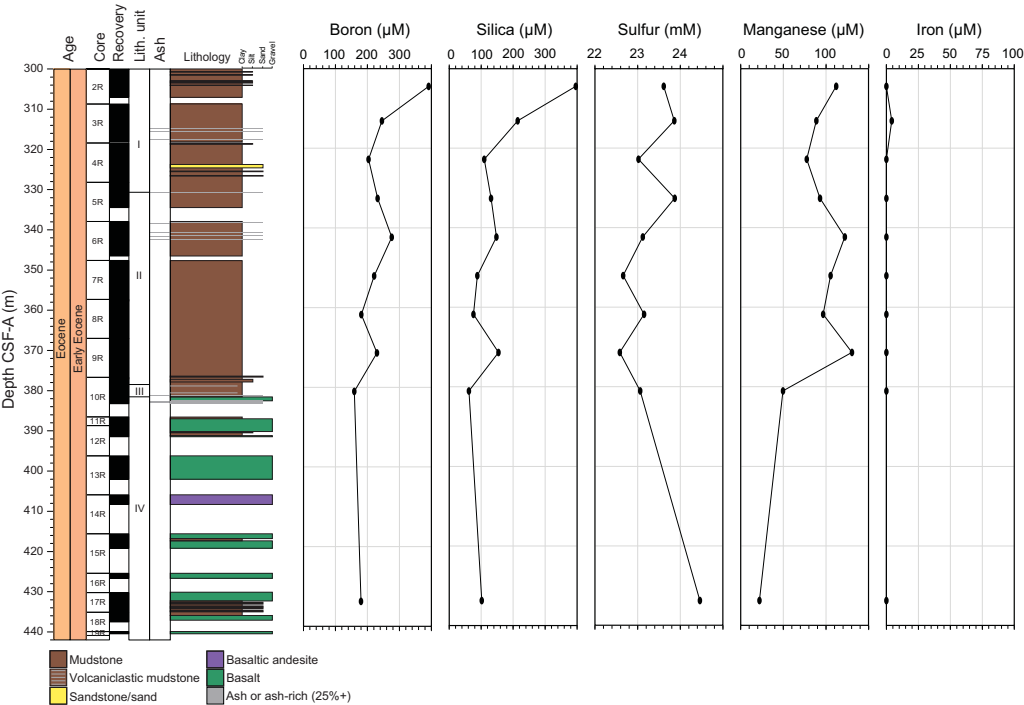 Age
Core
Recovery
Lith. unit
Ash
Lithology
Clay
Silt
Sand
Gravel
Boron (µM)
0 200 300
Silica (µM)
0 100 200 300
Sulfur (mM)
22 23 24
Manganese (µM)
0 50 100
Iron (µM)
0 25 50 75 100
Depth CSF-A (m)
300
310
320
330
340
350
360
370
380
390
400
410
420
430
440
Eocene
Early Eocene
2R
3R
4R
5R
6R
7R
8R
9R
10R
11R
12R
13R
14R
15R
16R
17R
18R
19R
I
II
III
IV
Mudstone
Volcaniclastic mudstone
Sandstone/sand
Basaltic andesite
Basalt
Ash or ash-rich (25%+)